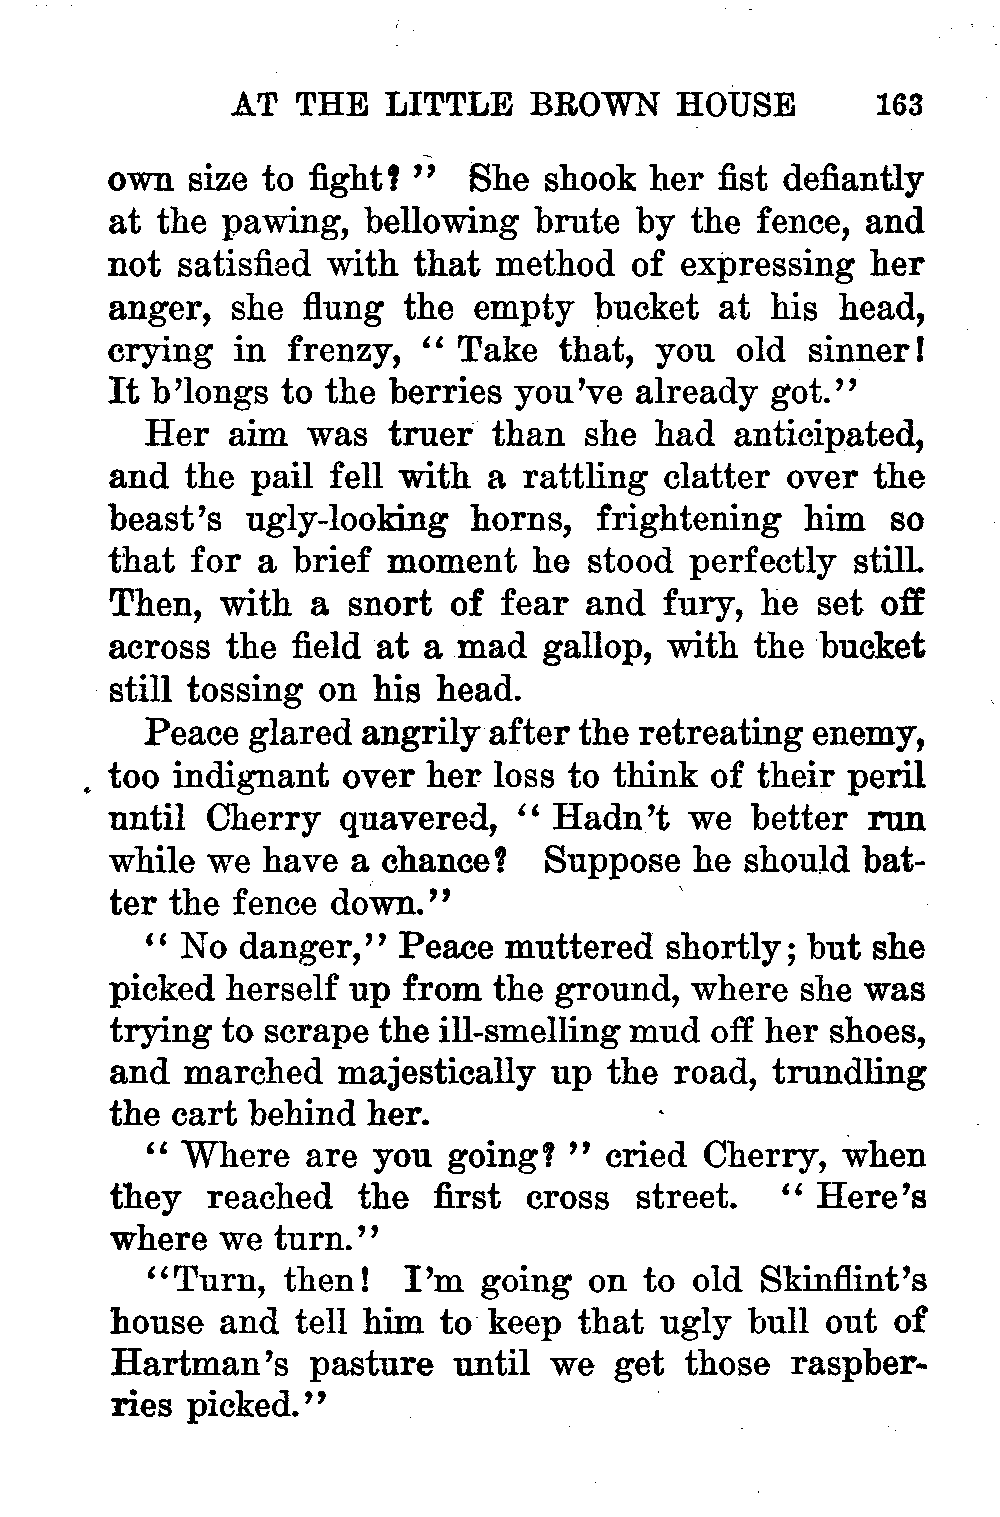 AT THE LITTLE BROWN HOUSE 163
own size to fight? " She shook her fist defiantly
at the pawing, bellowing brute by the fence, and
not satisfied with that method of expressing her
anger, she flung the empty bucket at his head,
crying in frenzy, " Take that, you old sinner!
It b'longs to the berries you've already got."
Her aim was truer than she had anticipated,
and the pail fell with a rattling clatter over the
beast's ugly-looking horns, frightening him so
that for a brief moment he stood perfectly still.
Then, with a snort of fear and fury, he set off
across the field at a mad gallop, with the bucket
still tossing on his head.
Peace glared angrily after the retreating enemy,
too indignant over her loss to think of their peril
until Cherry quavered, " Hadn't we better run
while we have a chance? Suppose he should bat-
ter the fence down."
" No danger," Peace muttered shortly; but she
picked herself up from the ground, where she was
trying to scrape the ill-smelling mud off her shoes,
and marched majestically up the road, trundling
the cart behind her.
" Where are you going? " cried Cherry, when
they reached the first cross street. " Here's
where we turn."
"Turn, then! I'm going on to old Skinflint's
house and tell him to keep that ugly bull out of
Hartman's pasture until we get those raspber-
ries picked."